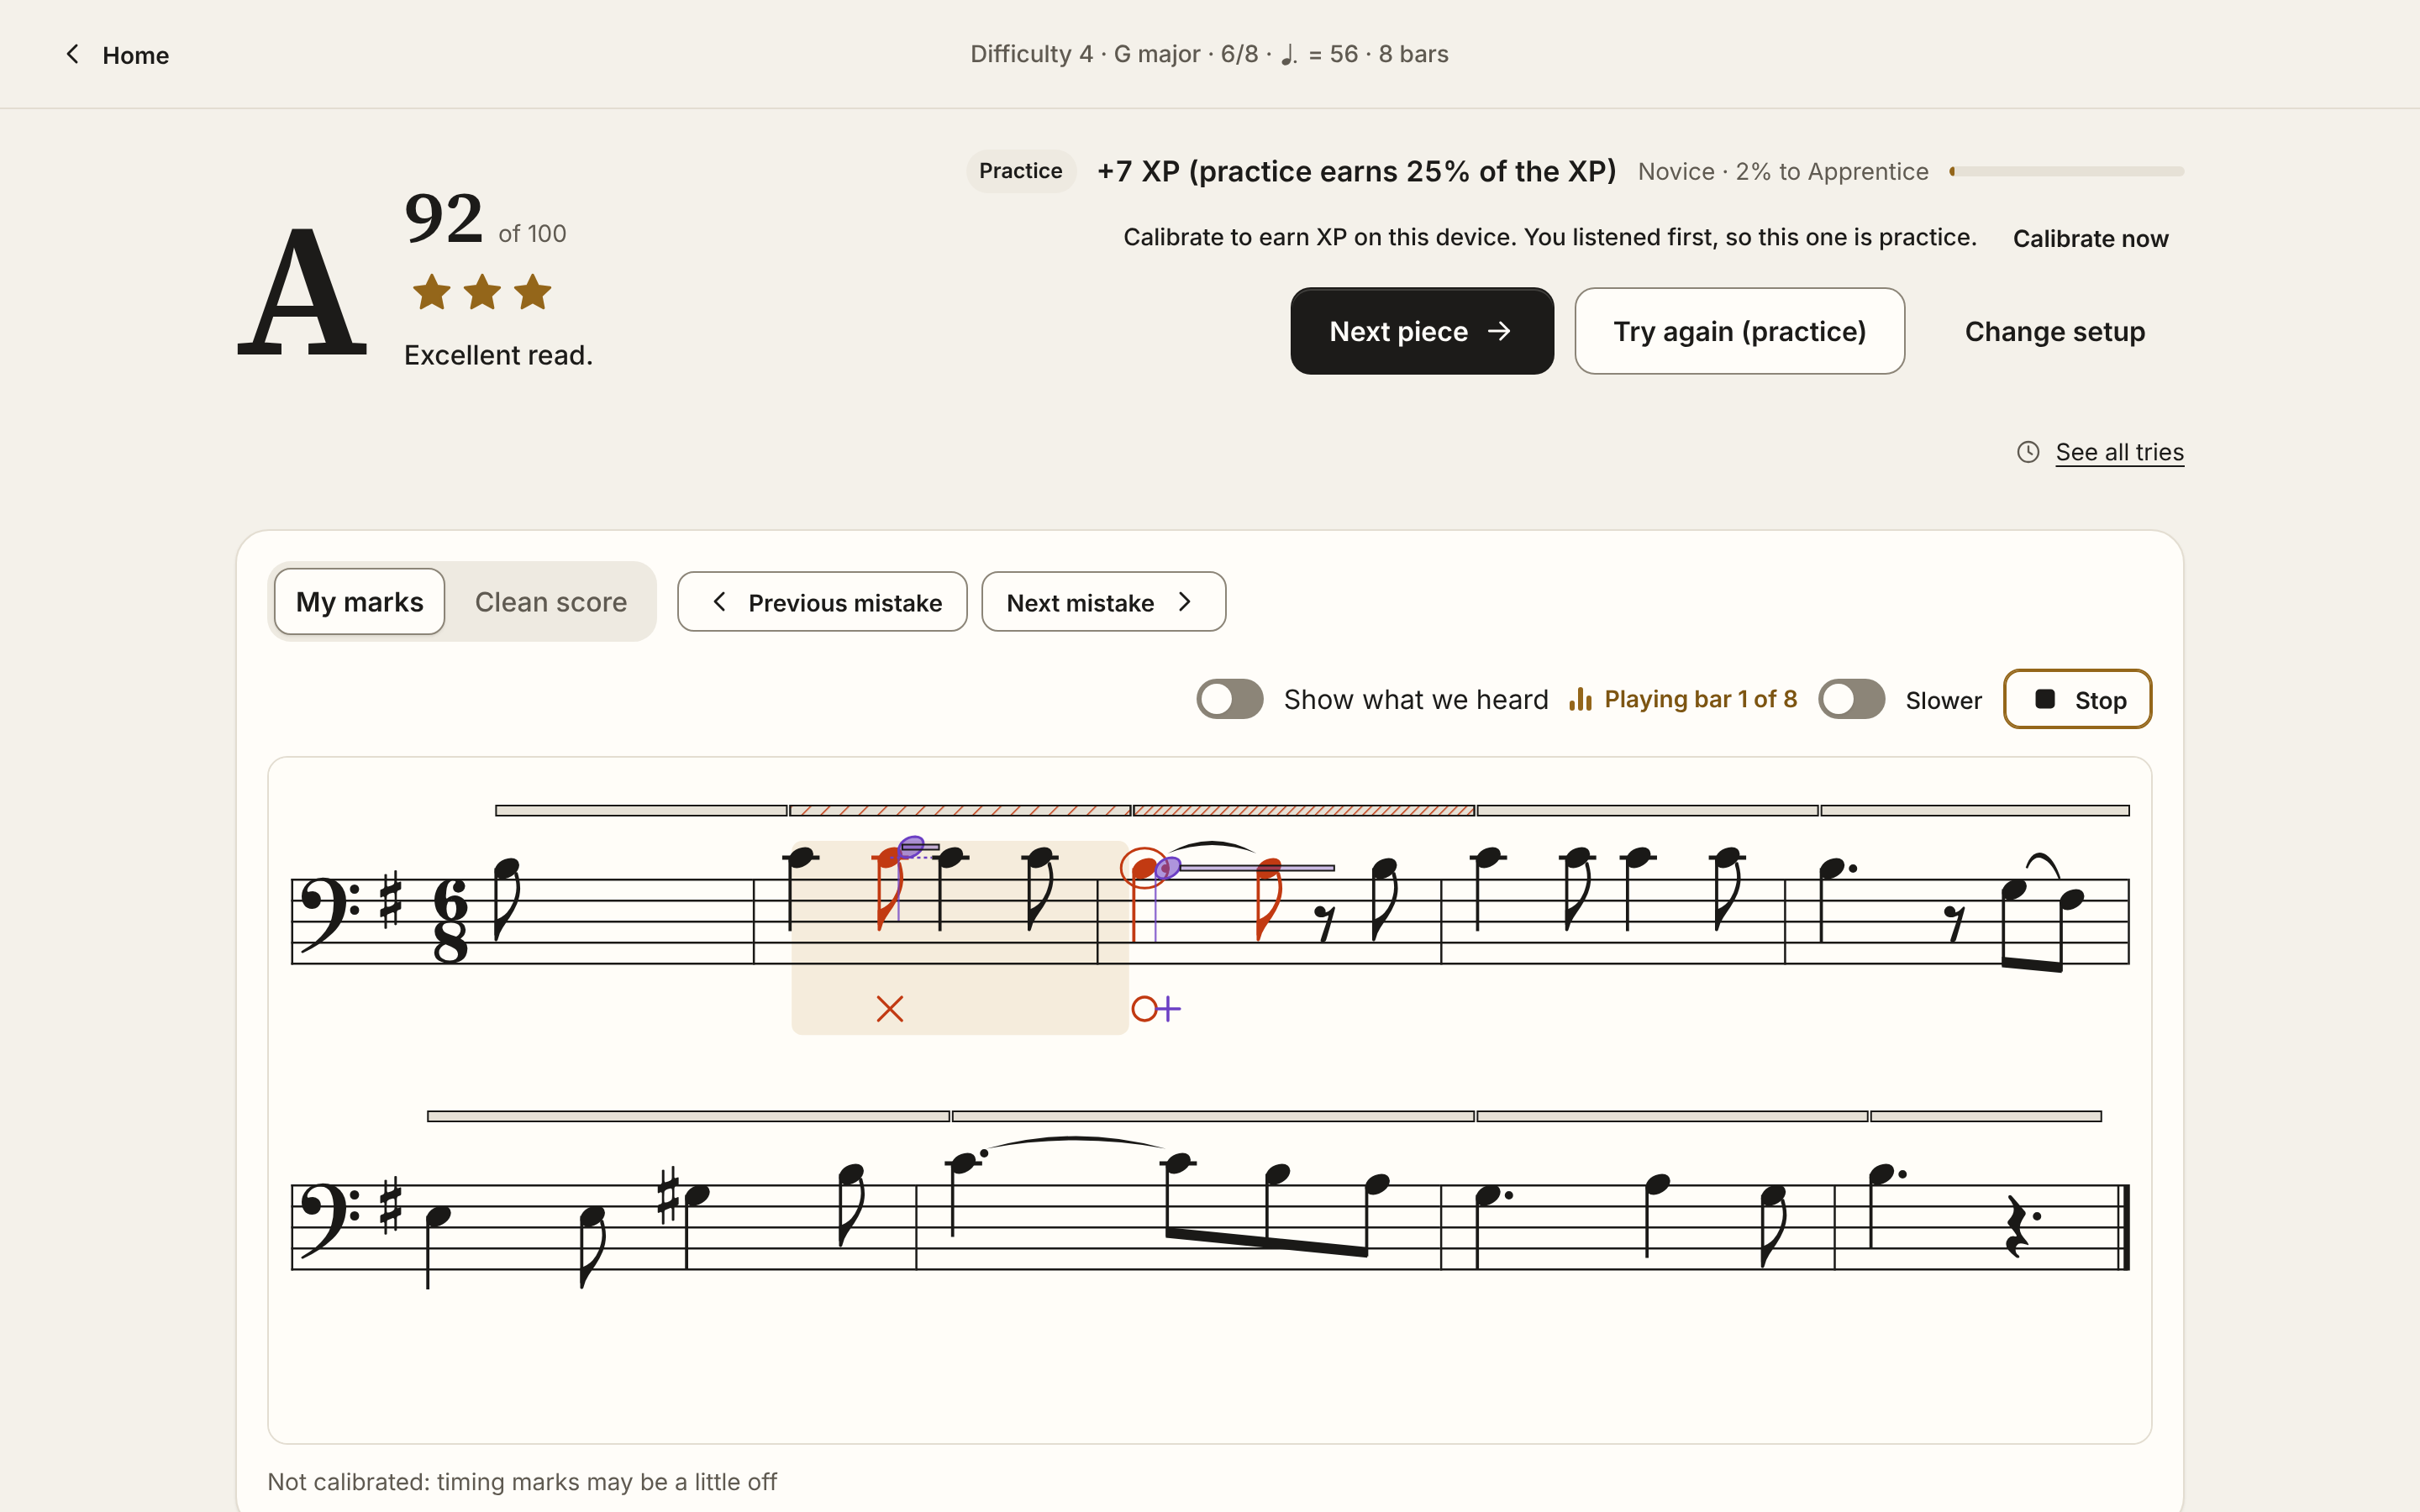 Home
Difficulty 4 · G major · 6/8 · ♩. = 56 · 8 bars
A
92 of 100
Excellent read.
Practice +7 XP (practice earns 25% of the XP) Novice · 2% to Apprentice
Calibrate to earn XP on this device. You listened first, so this one is practice. Calibrate now
Next piece → Try again (practice) Change setup
See all tries
My marks Clean score Previous mistake Next mistake
Show what we heard Playing bar 1 of 8 Slower Stop
6
8
Not calibrated: timing marks may be a little off